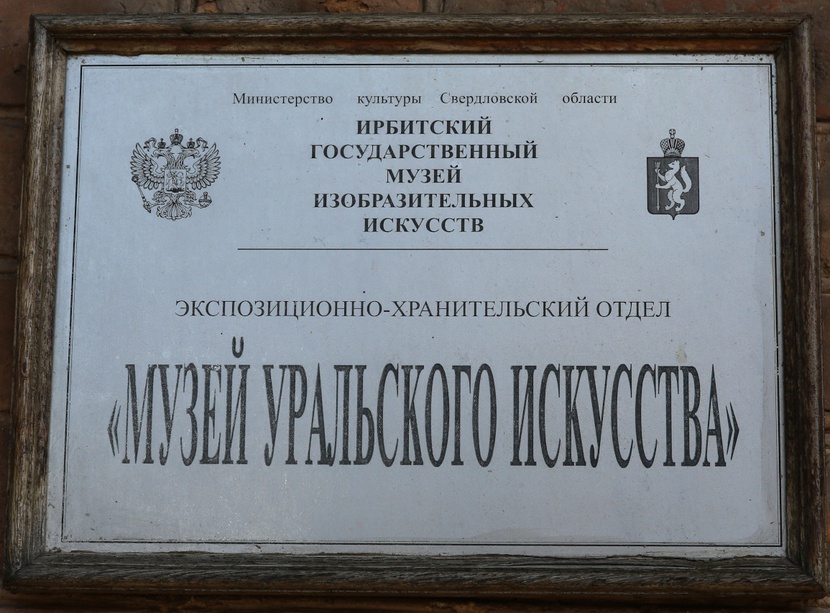 Министерство культуры Свердловской области
ИРБИТСКИЙ
ГОСУДАРСТВЕННЫЙ
МУЗЕЙ
ИЗОБРАЗИТЕЛЬНЫХ
ИСКУССТВ
ЭКСПОЗИЦИОННО-ХРАНИТЕЛЬСКИЙ ОТДЕЛ
«МУЗЕЙ УРАЛЬСКОГО ИСКУССТВА»